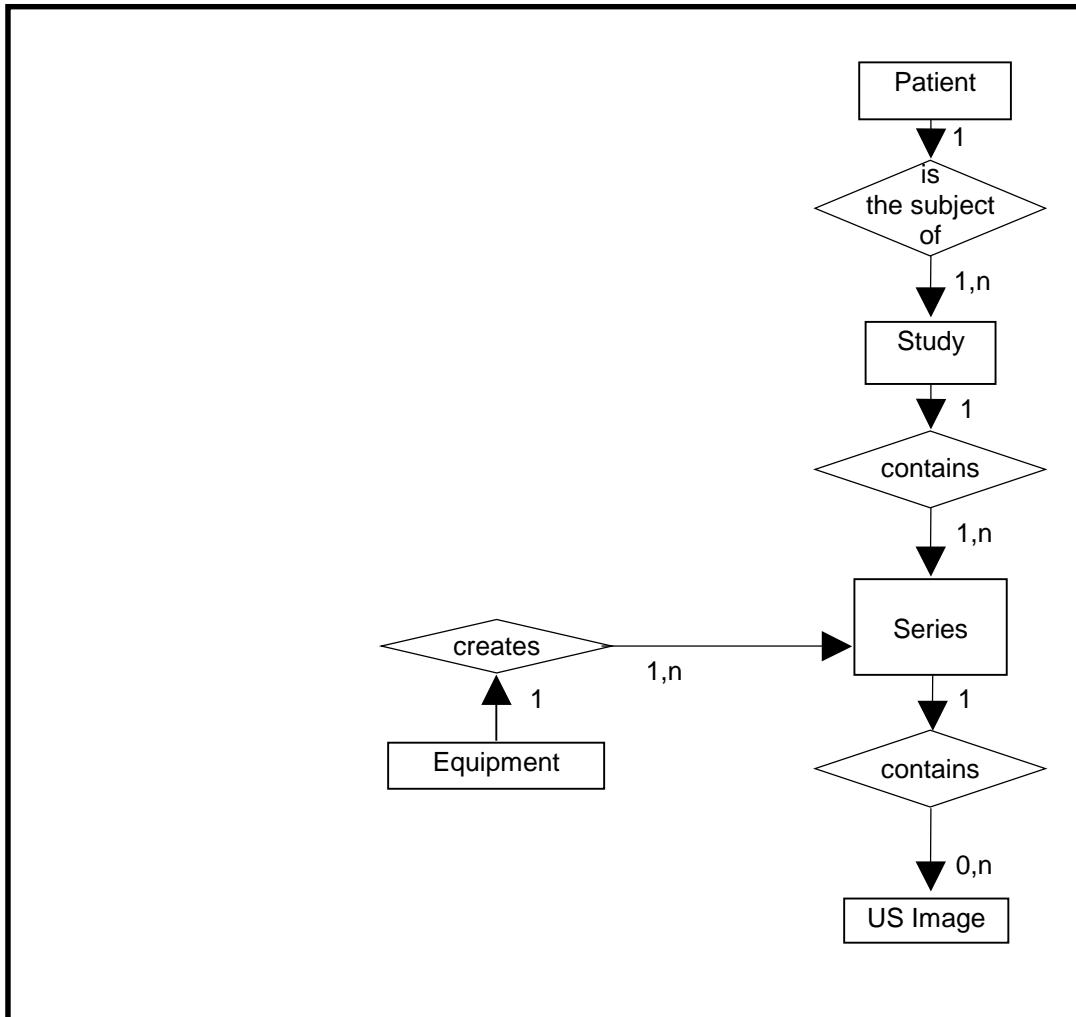 Patient
1
is
the subject
of
1,n
Study
1
contains
1,n
Series
creates
1,n
1
Equipment
1
contains
0,n
US Image